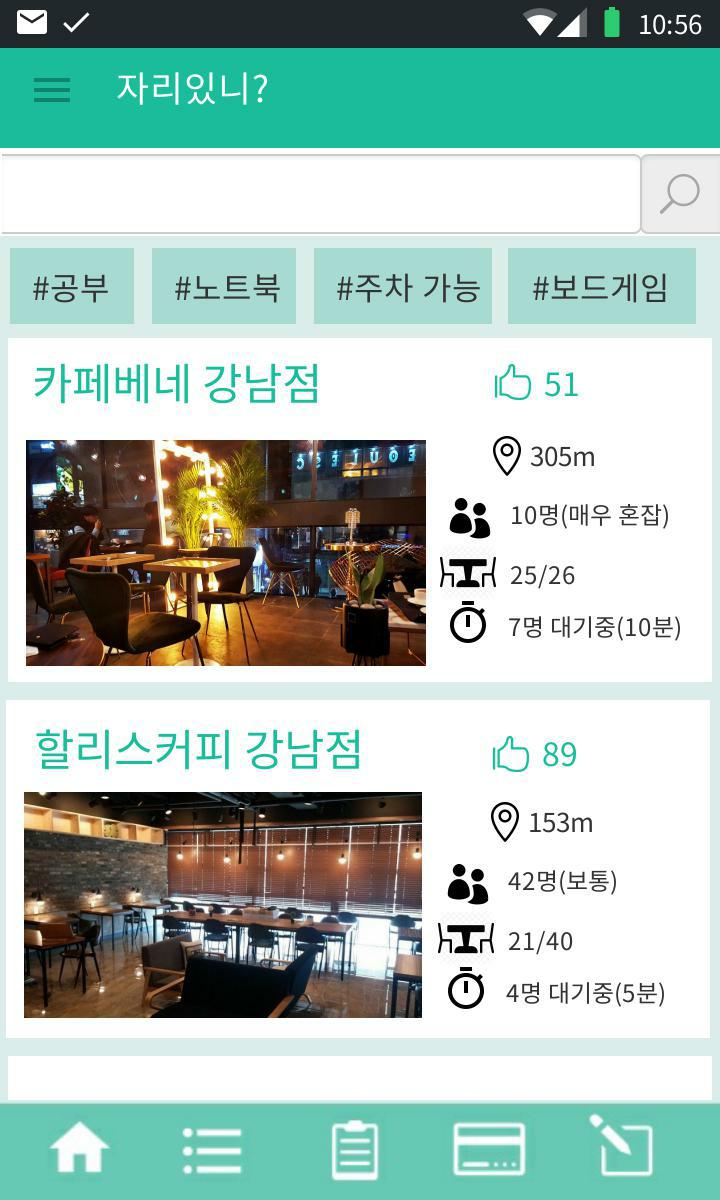 10:56
자리있니?
#공부 #노트북 #주차 가능 #보드게임
카페베네 강남점
51
305m
10명(매우 혼잡)
25/26
7명 대기중(10분)
할리스커피 강남점
89
153m
42명(보통)
21/40
4명 대기중(5분)